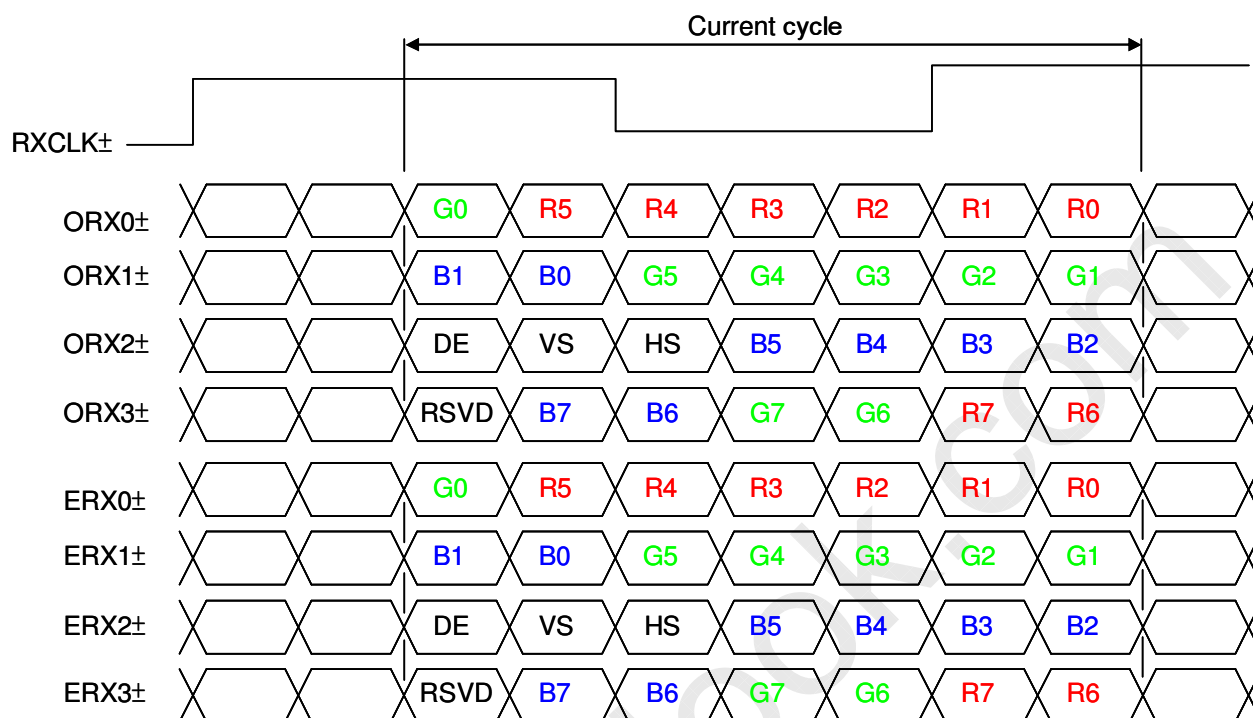 Current cycle
RXCLK±
ORX0± G0 R5 R4 R3 R2 R1 R0
ORX1± B1 B0 G5 G4 G3 G2 G1
ORX2± DE VS HS B5 B4 B3 B2
ORX3± RSVD B7 B6 G7 G6 R7 R6
ERX0± G0 R5 R4 R3 R2 R1 R0
ERX1± B1 B0 G5 G4 G3 G2 G1
ERX2± DE VS HS B5 B4 B3 B2
ERX3± RSVD B7 B6 G7 G6 R7 R6
ook.com